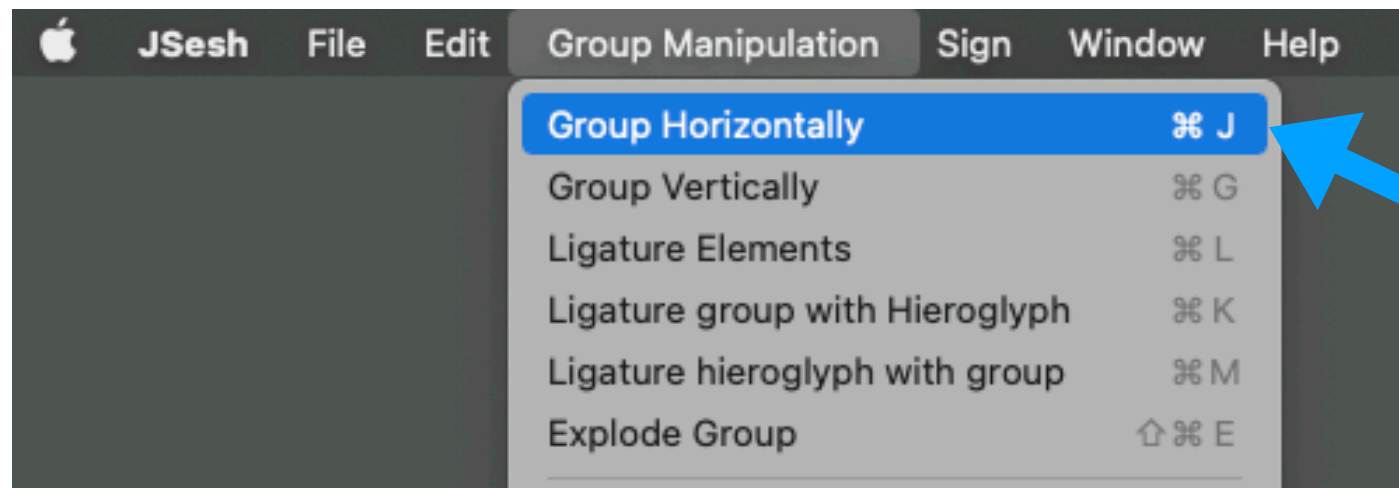 JSesh File Edit Group Manipulation Sign Window Help
Group Horizontally ⌘ J
Group Vertically ⌘ G
Ligature Elements ⌘ L
Ligature group with Hieroglyph ⌘ K
Ligature hieroglyph with group ⌘ M
Explode Group ⇧ ⌘ E